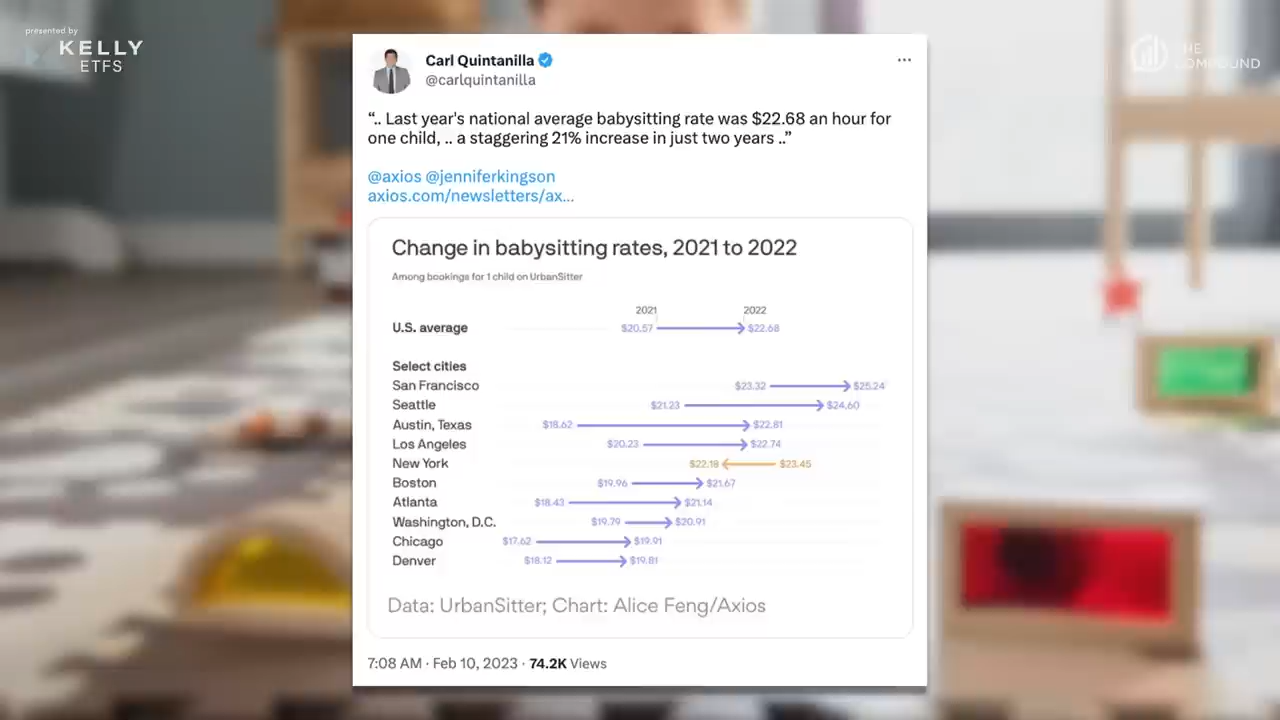 presented by
KELLY
ETFS
THE
COMPOUND
Carl Quintanilla
@carlquintanilla
“.. Last year's national average babysitting rate was $22.68 an hour for
one child, .. a staggering 21% increase in just two years ..”
@axios @jenniferkingson
axios.com/newsletters/ax...
Change in babysitting rates, 2021 to 2022
Among bookings for 1 child on UrbanSitter
2021 2022
U.S. average $20.57 $22.68
Select cities
San Francisco $23.32 $25.24
Seattle $21.23 $24.60
Austin, Texas $18.62 $22.81
Los Angeles $20.23 $22.74
New York $22.18 $23.45
Boston $19.96 $21.67
Atlanta $18.43 $21.14
Washington, D.C. $19.79 $20.91
Chicago $17.62 $19.91
Denver $18.12 $19.81
Data: UrbanSitter; Chart: Alice Feng/Axios
7:08 AM · Feb 10, 2023 · 74.2K Views